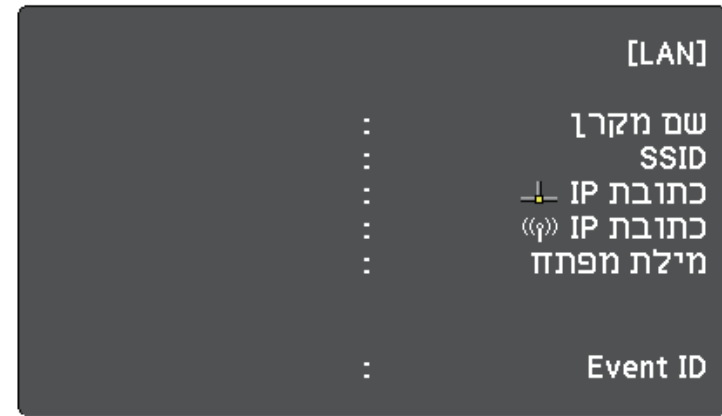 [LAN]
שם מקרן :
SSID :
כתובת IP :
כתובת IP :
מילת מפתח :
Event ID :